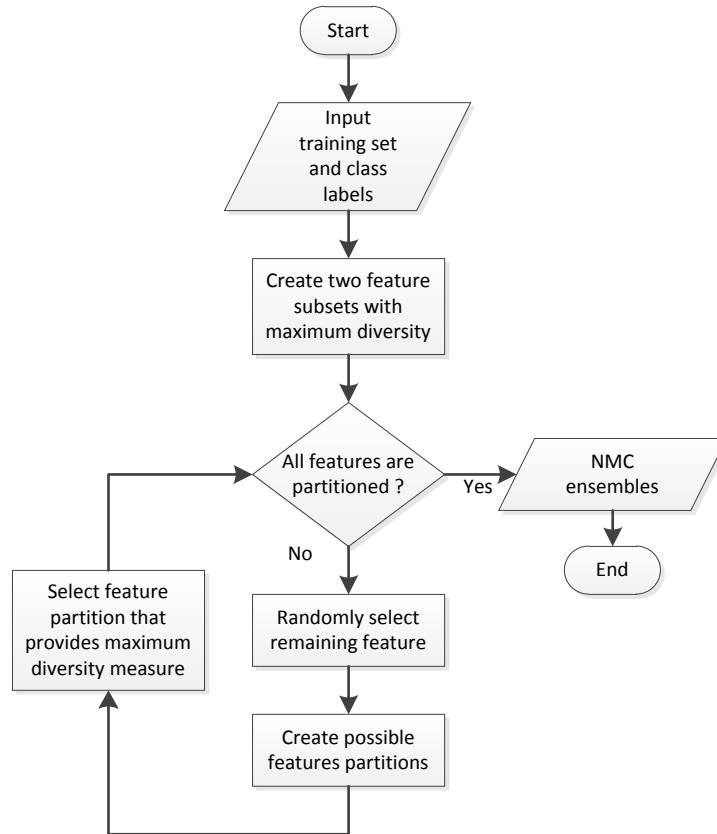 Start
Input
training set
and class
labels
Create two feature
subsets with
maximum diversity
All features are
partitioned ?
Yes
NMC
ensembles
End
No
Randomly select
remaining feature
Create possible
features partitions
Select feature
partition that
provides maximum
diversity measure